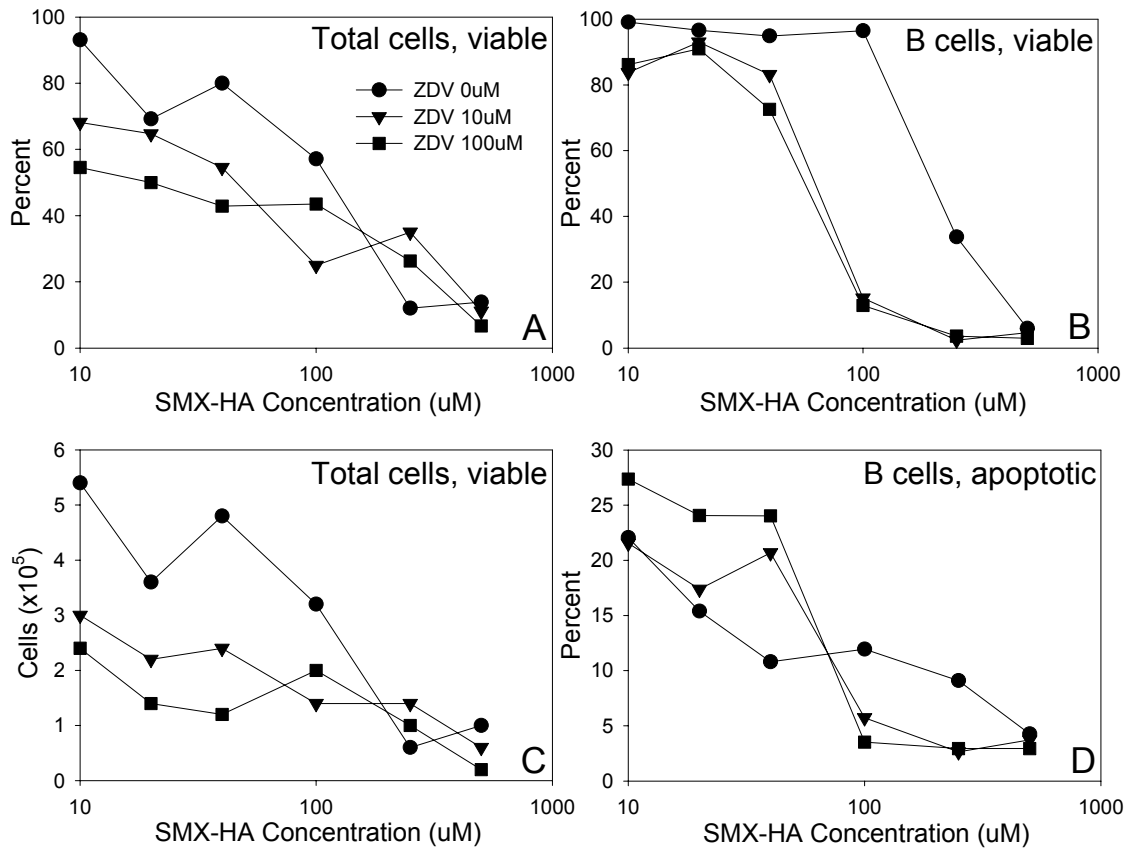 Total cells, viable
ZDV 0uM
ZDV 10uM
ZDV 100uM
100
80
60
40
20
0
Percent
10
100
1000
SMX-HA Concentration (uM)
A
B cells, viable
100
80
60
40
20
0
Percent
10
100
1000
SMX-HA Concentration (uM)
B
Total cells, viable
6
5
4
3
2
1
0
Cells (x10⁵)
10
100
1000
SMX-HA Concentration (uM)
C
B cells, apoptotic
30
25
20
15
10
5
0
Percent
10
100
1000
SMX-HA Concentration (uM)
D